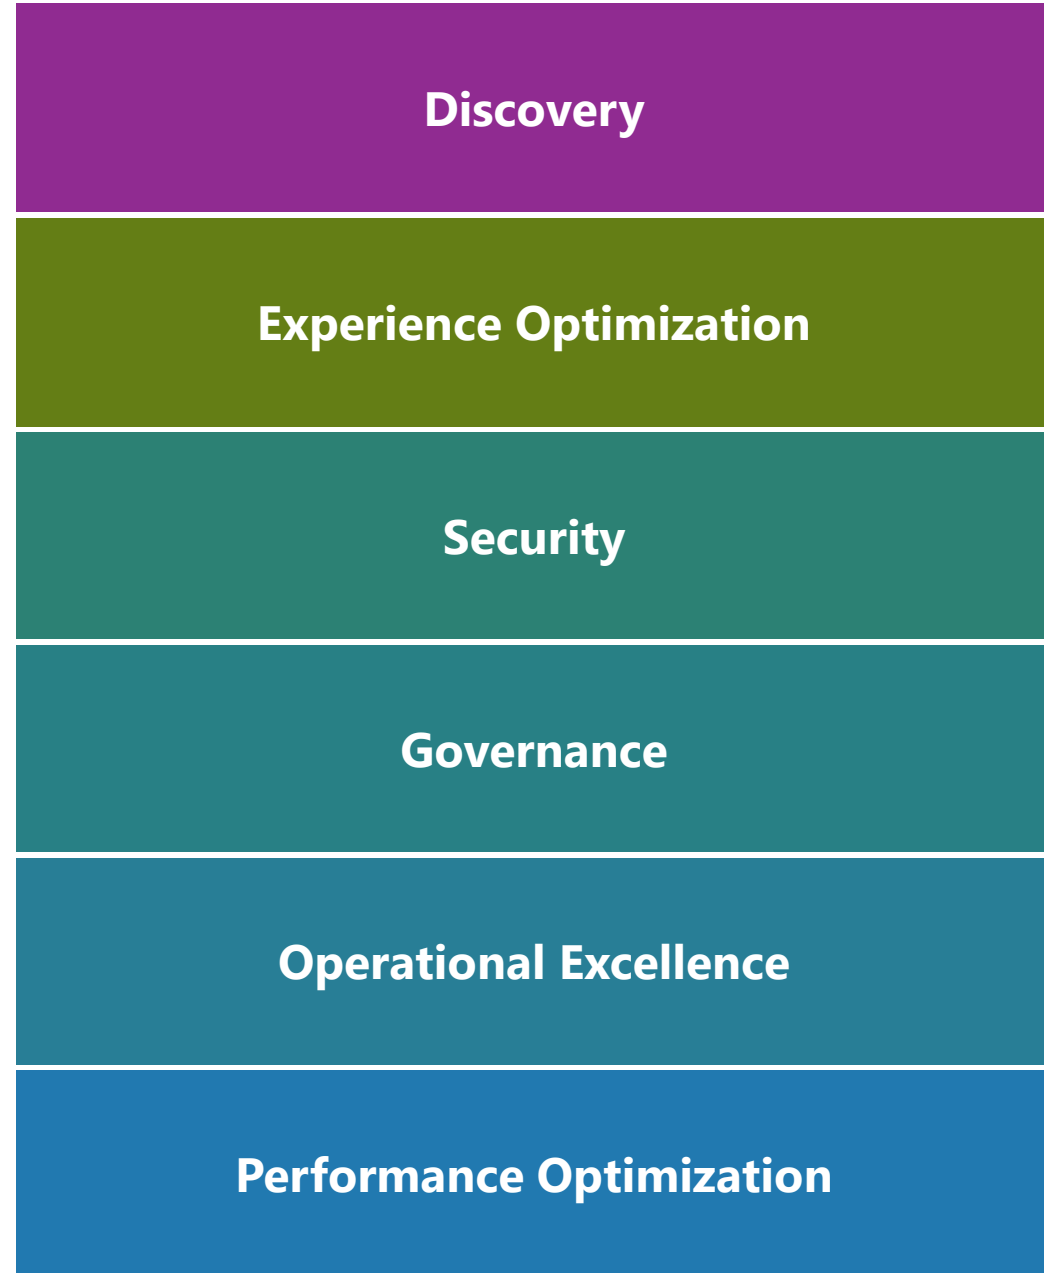 Discovery
Experience Optimization
Security
Governance
Operational Excellence
Performance Optimization